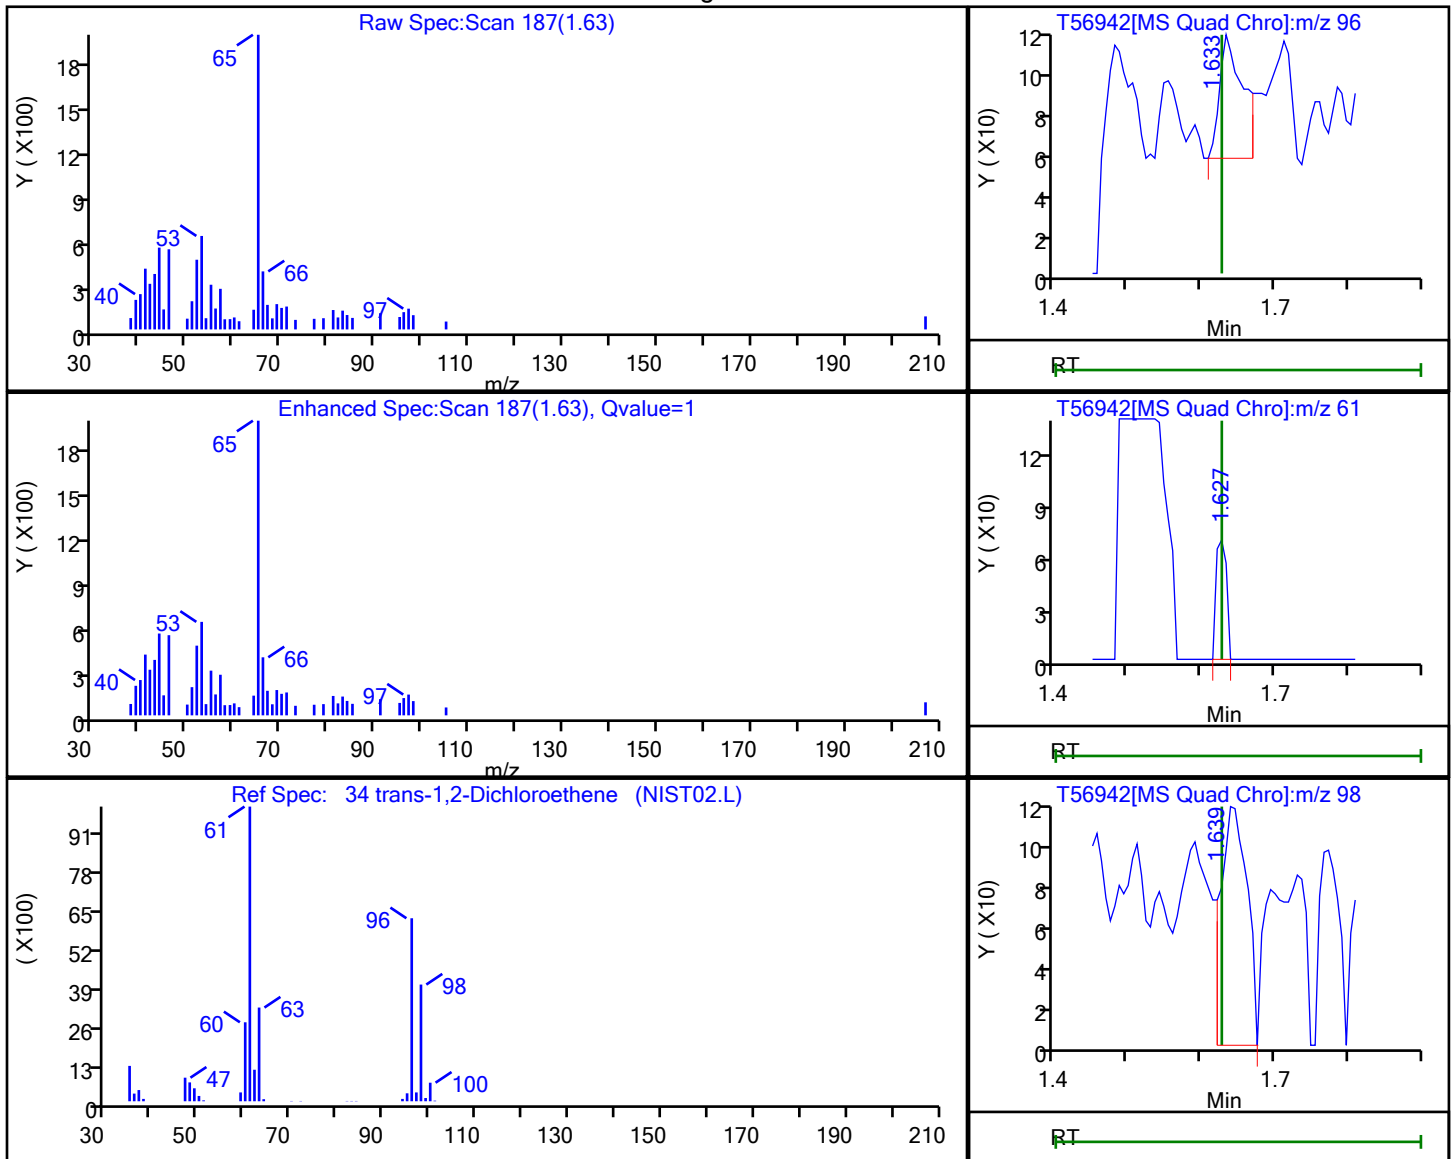 Raw Spec:Scan 187(1.63)
Y ( X100)
18
15
12
9
6
3
0
65
53
66
40
97
30 50 70 90 110 130 150 170 190 210
m/z
T56942[MS Quad Chro]:m/z 96
Y ( X10)
12
10
8
6
4
2
0
1.633
1.4 1.7
Min
RT
Enhanced Spec:Scan 187(1.63), Qvalue=1
Y ( X100)
18
15
12
9
6
3
0
65
53
66
40
97
30 50 70 90 110 130 150 170 190 210
m/z
T56942[MS Quad Chro]:m/z 61
Y ( X10)
12
9
6
3
0
1.627
1.4 1.7
Min
RT
Ref Spec: 34 trans-1,2-Dichloroethene (NIST02.L)
( X100)
91
78
65
52
39
26
13
0
61
96
98
63
60
47
100
30 50 70 90 110 130 150 170 190 210
T56942[MS Quad Chro]:m/z 98
Y ( X10)
12
10
8
6
4
2
0
1.639
1.4 1.7
Min
RT